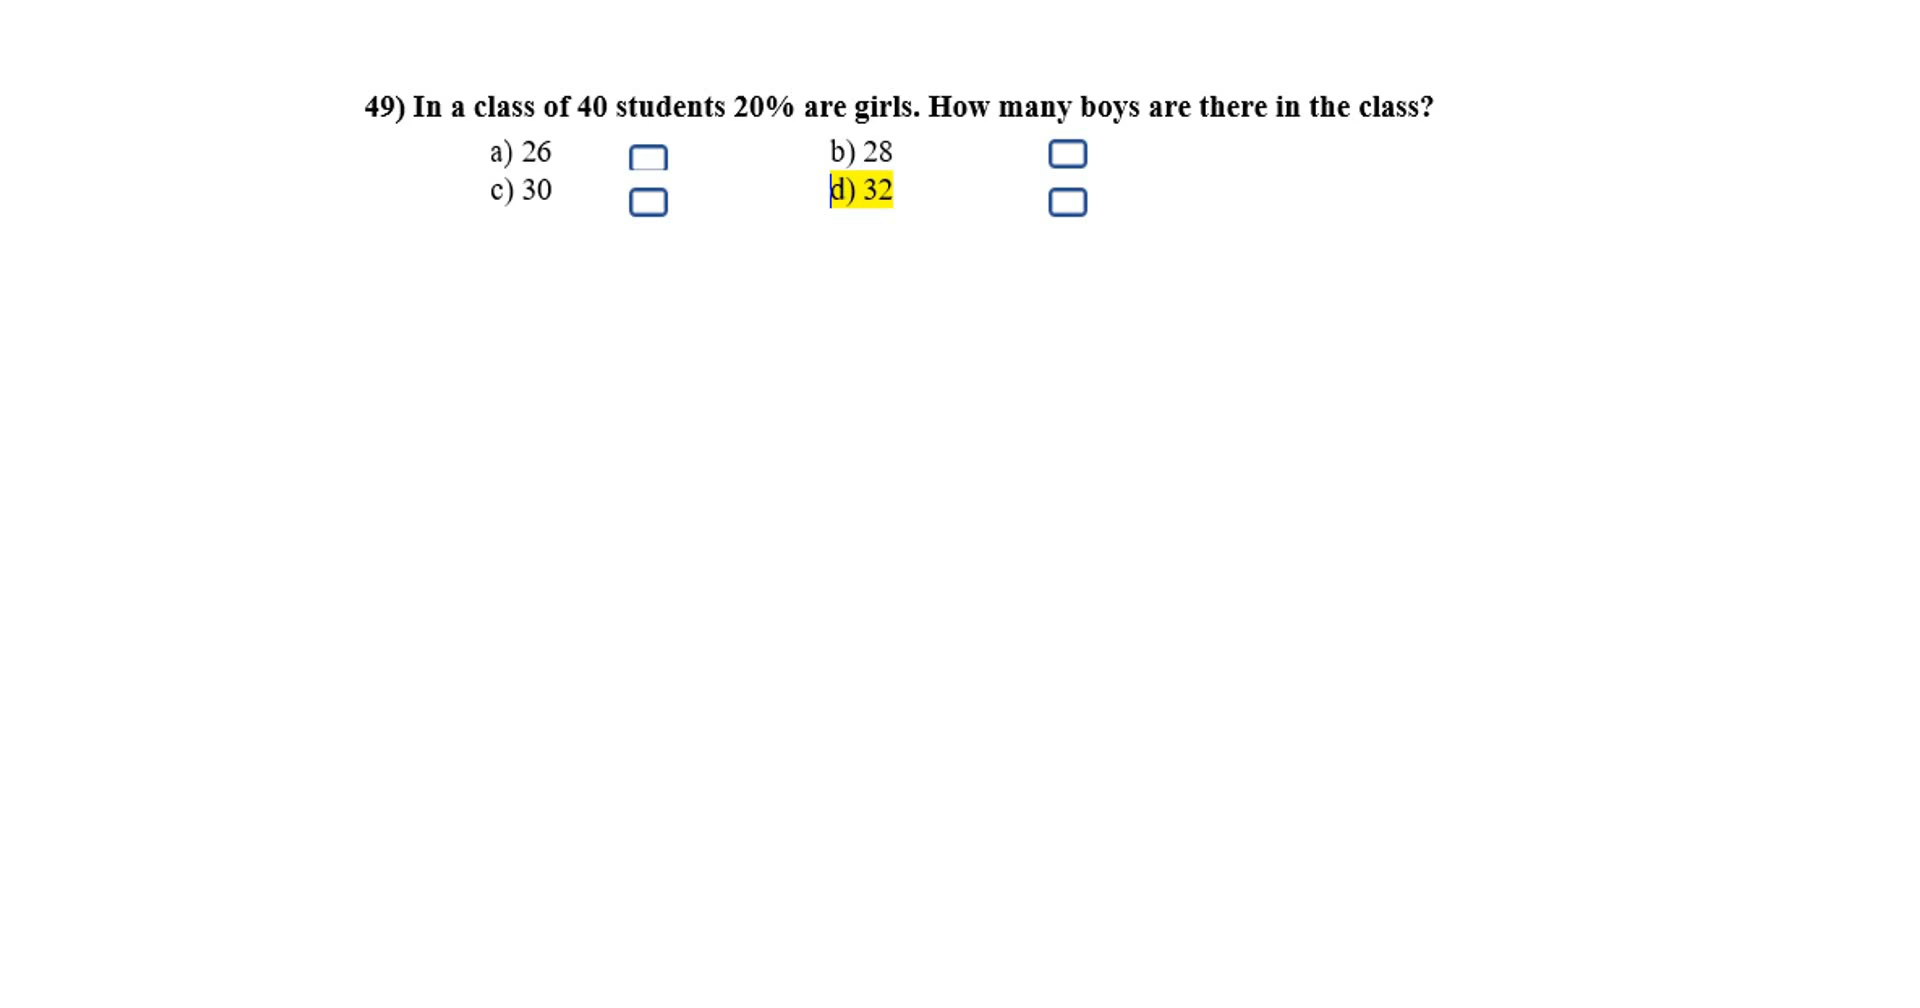 49) In a class of 40 students 20% are girls. How many boys are there in the class?
a) 26 b) 28
c) 30 d) 32